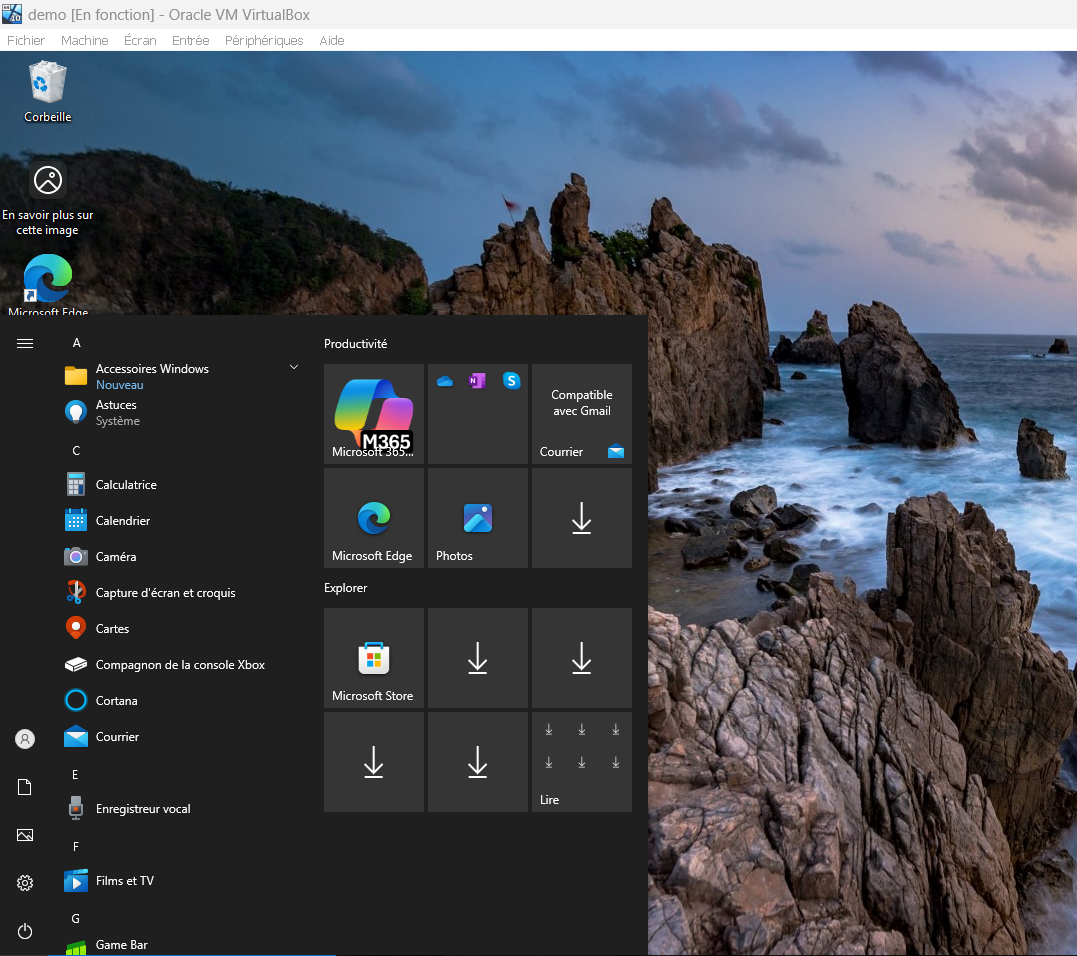 demo [En fonction] - Oracle VM VirtualBox
Fichier Machine Écran Entrée Périphériques Aide
Corbeille
En savoir plus sur
cette image
Microsoft Edge
A
Accessoires Windows
Nouveau
Astuces
Système
C
Calculatrice
Calendrier
Caméra
Capture d'écran et croquis
Cartes
Compagnon de la console Xbox
Cortana
Courrier
E
Enregistreur vocal
F
Films et TV
G
Game Bar
Productivité
M365
Microsoft 365...
Compatible
avec Gmail
Courrier
Microsoft Edge
Photos
Explorer
Microsoft Store
Lire